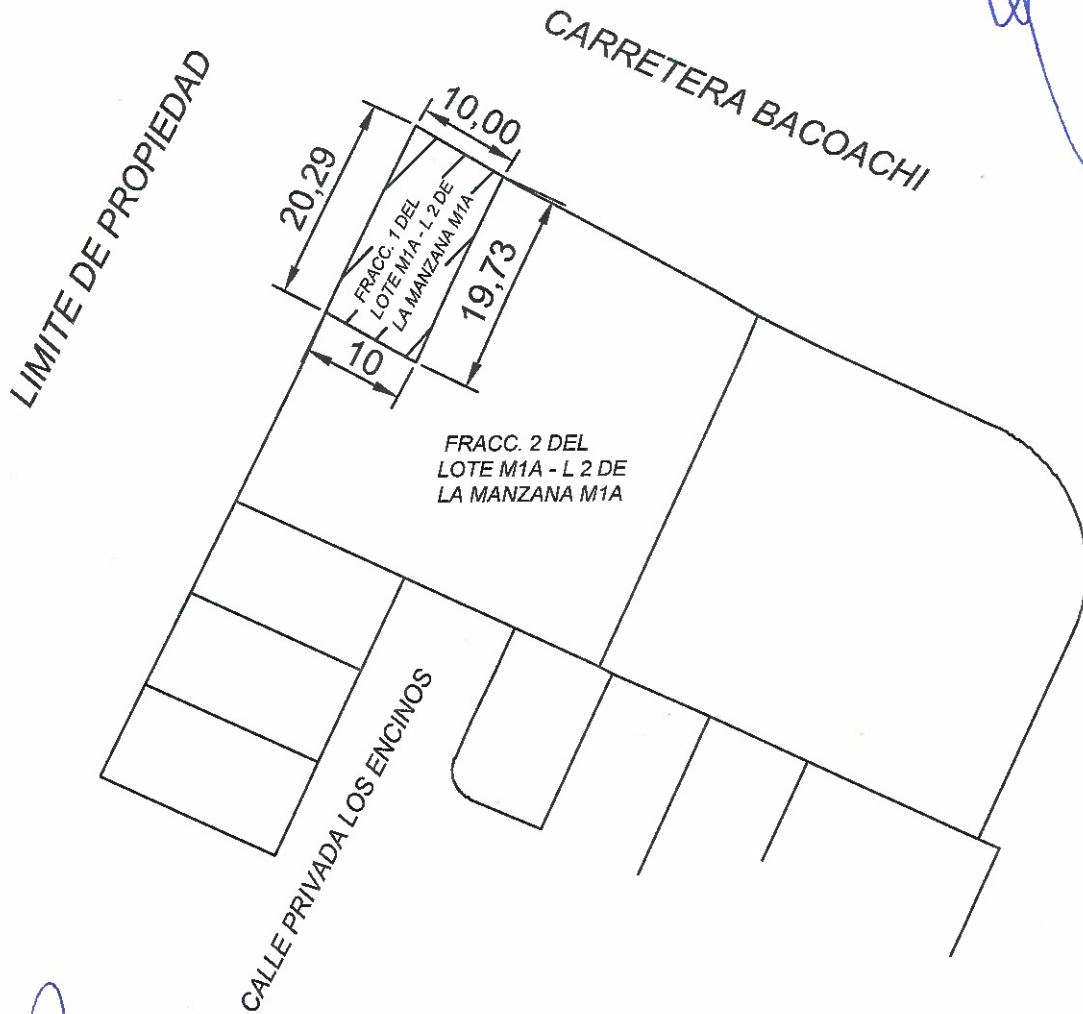 CARRETERA BACOACHI
LIMITE DE PROPIEDAD
10,00
20,29
FRACC. 1 DEL
LOTE M1A - L 2 DE
LA MANZANA M1A
19,73
10
FRACC. 2 DEL
LOTE M1A - L 2 DE
LA MANZANA M1A
CALLE PRIVADA LOS ENCINOS